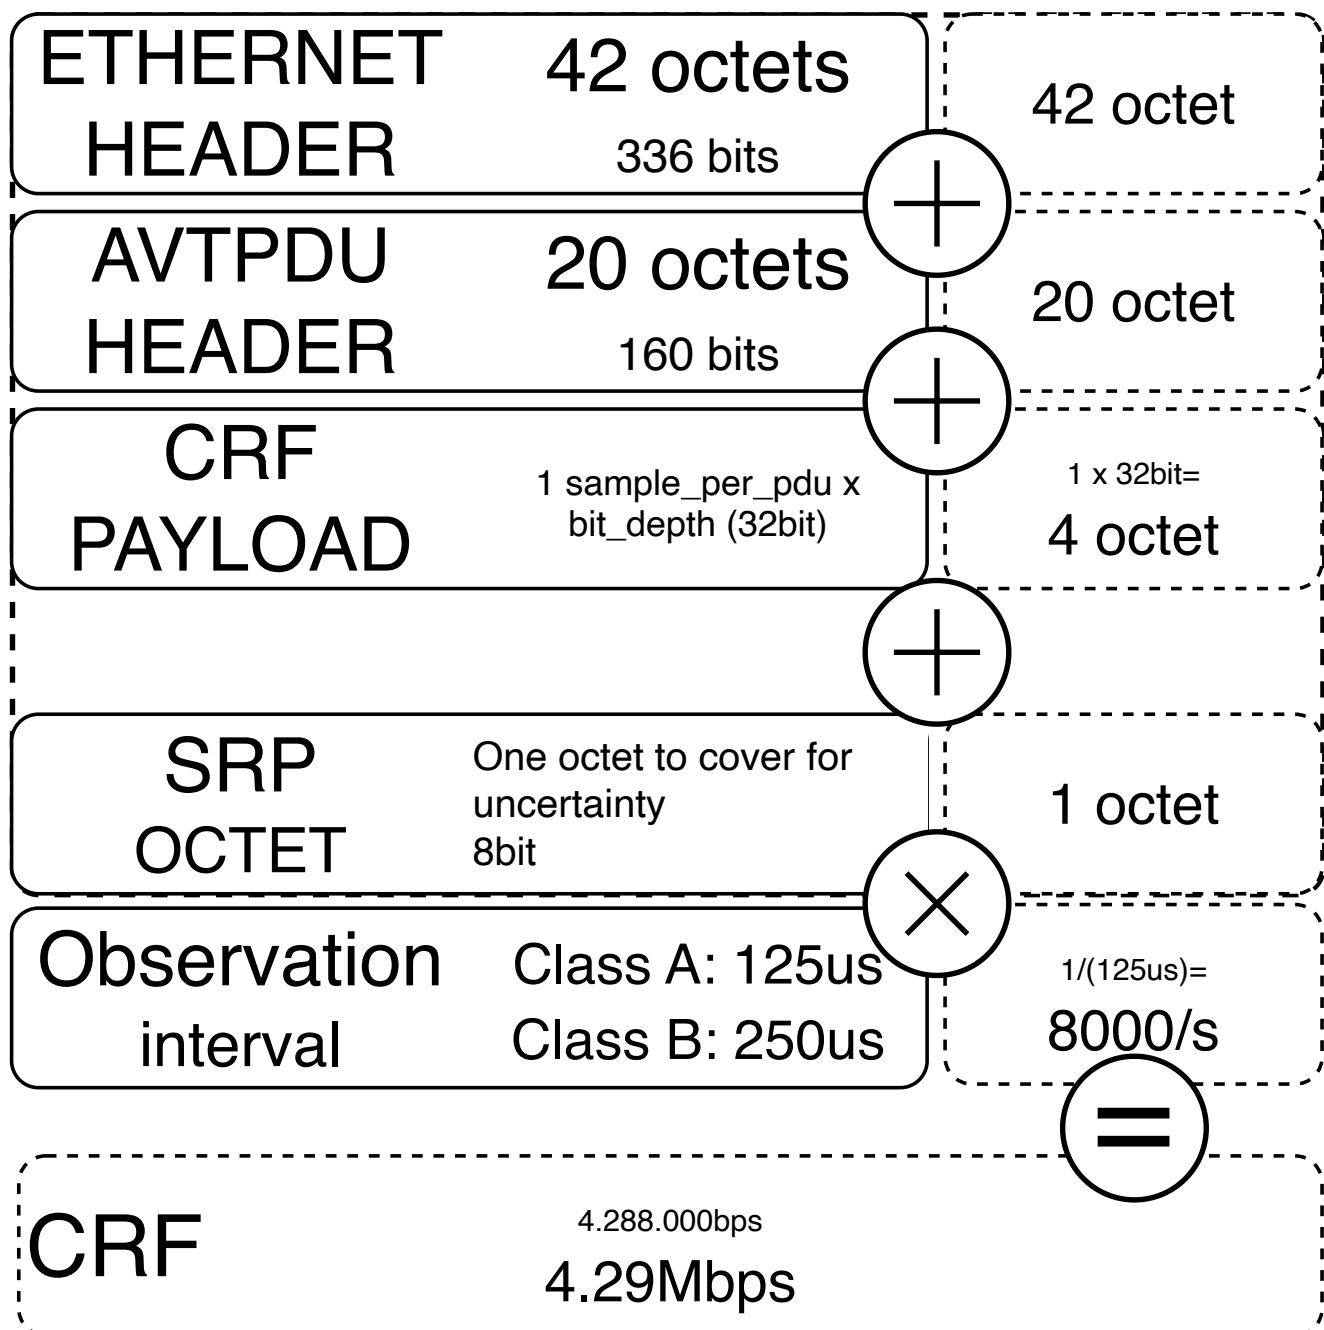 ETHERNET
HEADER
42 octets
336 bits
42 octet
AVTPDU
HEADER
20 octets
160 bits
20 octet
CRF
PAYLOAD
1 sample_per_pdu x
bit_depth (32bit)
1 x 32bit=
4 octet
SRP
OCTET
One octet to cover for
uncertainty
8bit
1 octet
Observation
interval
Class A: 125us
Class B: 250us
1/(125us)=
8000/s
=
CRF
4.288.000bps
4.29Mbps